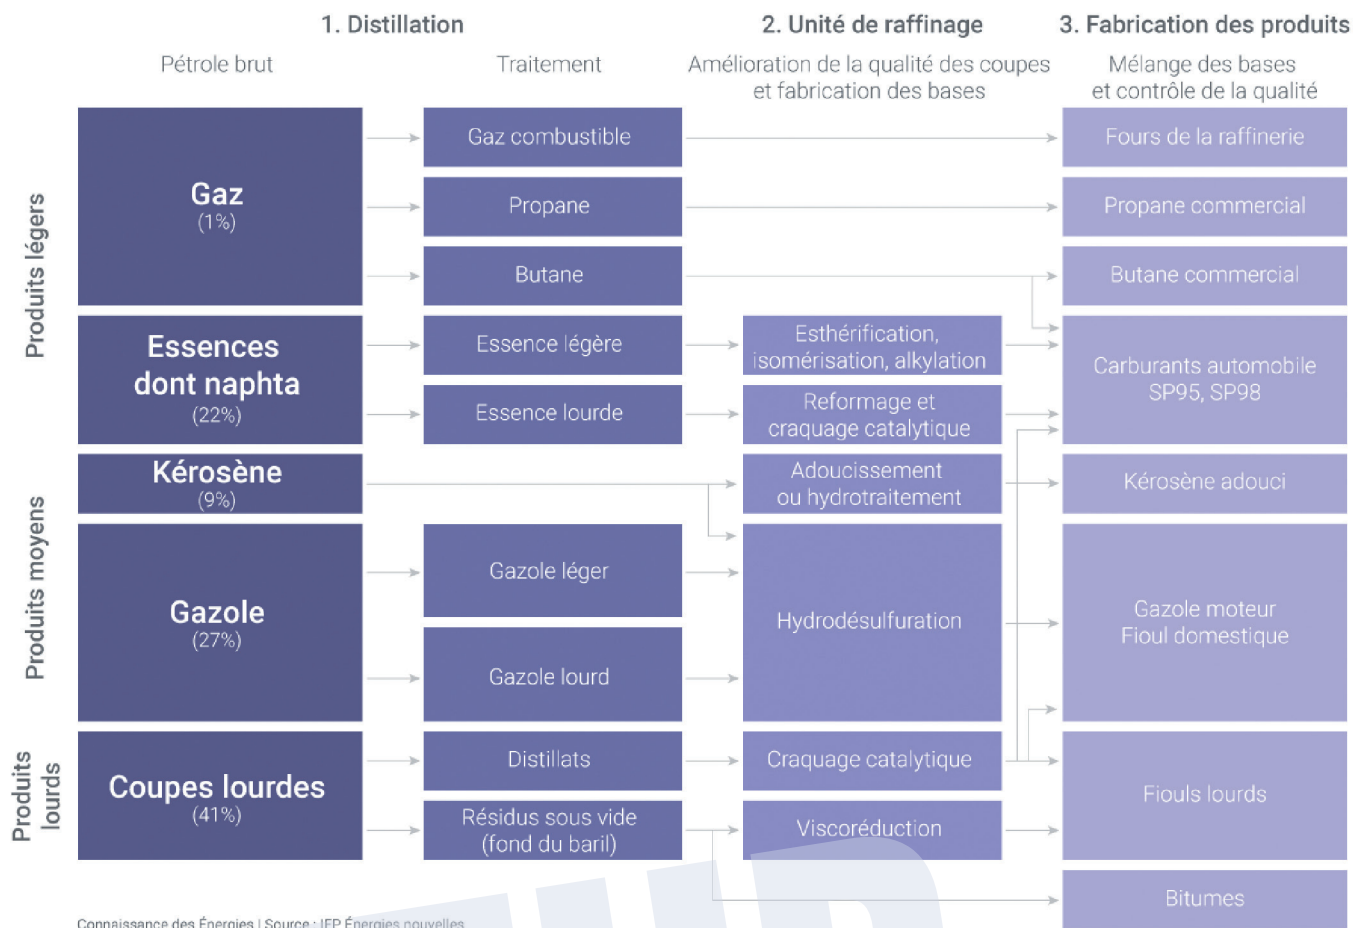 1. Distillation
2. Unité de raffinage
3. Fabrication des produits
Pétrole brut
Traitement
Amélioration de la qualité des coupes
et fabrication des bases
Mélange des bases
et contrôle de la qualité
Produits légers
Gaz
(1%)
Gaz combustible
Fours de la raffinerie
Propane
Propane commercial
Butane
Butane commercial
Essences
dont naphta
(22%)
Essence légère
Esthérification,
isomérisation, alkylation
Carburants automobile
SP95, SP98
Essence lourde
Reformage et
craquage catalytique
Produits moyens
Kérosène
(9%)
Adoucissement
ou hydrotraitement
Kérosène adouci
Gazole
(27%)
Gazole léger
Hydrodésulfuration
Gazole moteur
Fioul domestique
Gazole lourd
Produits
lourds
Coupes lourdes
(41%)
Distillats
Craquage catalytique
Fiouls lourds
Résidus sous vide
(fond du baril)
Viscoréduction
Bitumes
Connaissance des Énergies | Source : IFP Énergies nouvelles